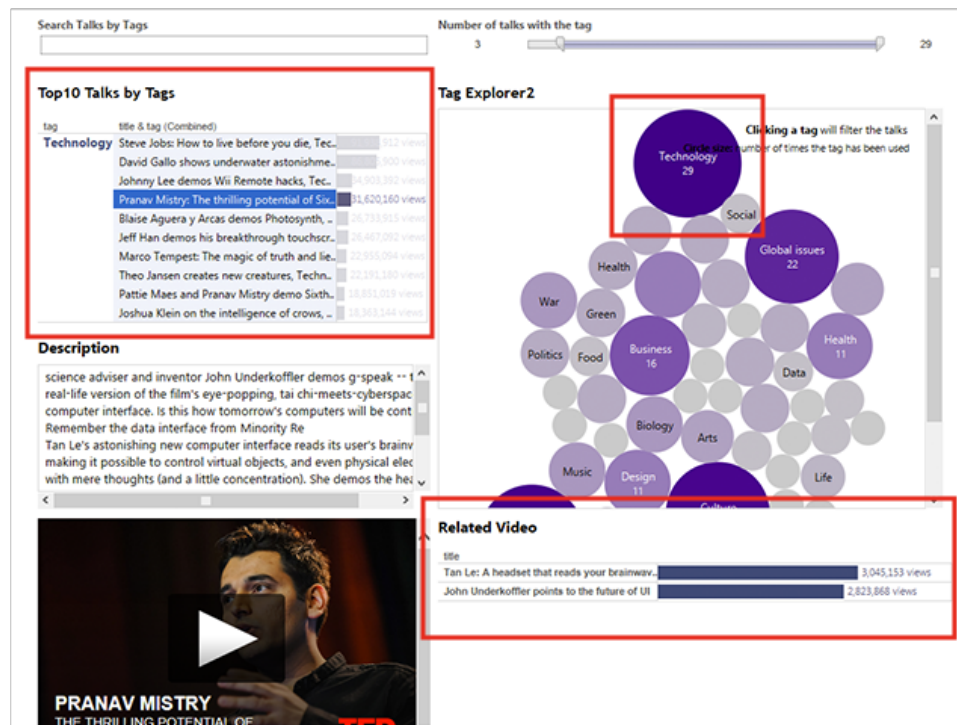 Search Talks by Tags
Number of talks with the tag
3
29
Top10 Talks by Tags
tag
title & tag (Combined)
Technology
Steve Jobs: How to live before you die, Tec..
,912 views
David Gallo shows underwater astonishme..
,900 views
Johnny Lee demos Wii Remote hacks, Tec..
34,903,392 views
Pranav Mistry: The thrilling potential of Six..
31,620,160 views
Blaise Aguera y Arcas demos Photosynth, ..
26,733,915 views
Jeff Han demos his breakthrough touchscr..
26,467,092 views
Marco Tempest: The magic of truth and lie..
22,955,094 views
Theo Jansen creates new creatures, Techn..
22,191,160 views
Pattie Maes and Pranav Mistry demo Sixth..
18,831,019 views
Joshua Klein on the intelligence of crows, ..
18,363,144 views
Tag Explorer2
Clicking a tag will filter the talks
Circle size: number of times the tag has been used
Technology
29
Social
Global issues
22
Health
War
Green
Politics
Food
Business
16
Health
11
Data
Biology
Arts
Music
Design
11
Life
Culture
Description
science adviser and inventor John Underkoffler demos g-speak -- t
real-life version of the film's eye-popping, tai chi-meets-cyberspac
computer interface. Is this how tomorrow's computers will be cont
Remember the data interface from Minority Re
Tan Le's astonishing new computer interface reads its user's brainw
making it possible to control virtual objects, and even physical elec
with mere thoughts (and a little concentration). She demos the hea
Related Video
title
Tan Le: A headset that reads your brainwav..
3,045,153 views
John Underkoffler points to the future of UI
2,823,868 views
PRANAV MISTRY
THE THRILLING POTENTIAL OF
TED